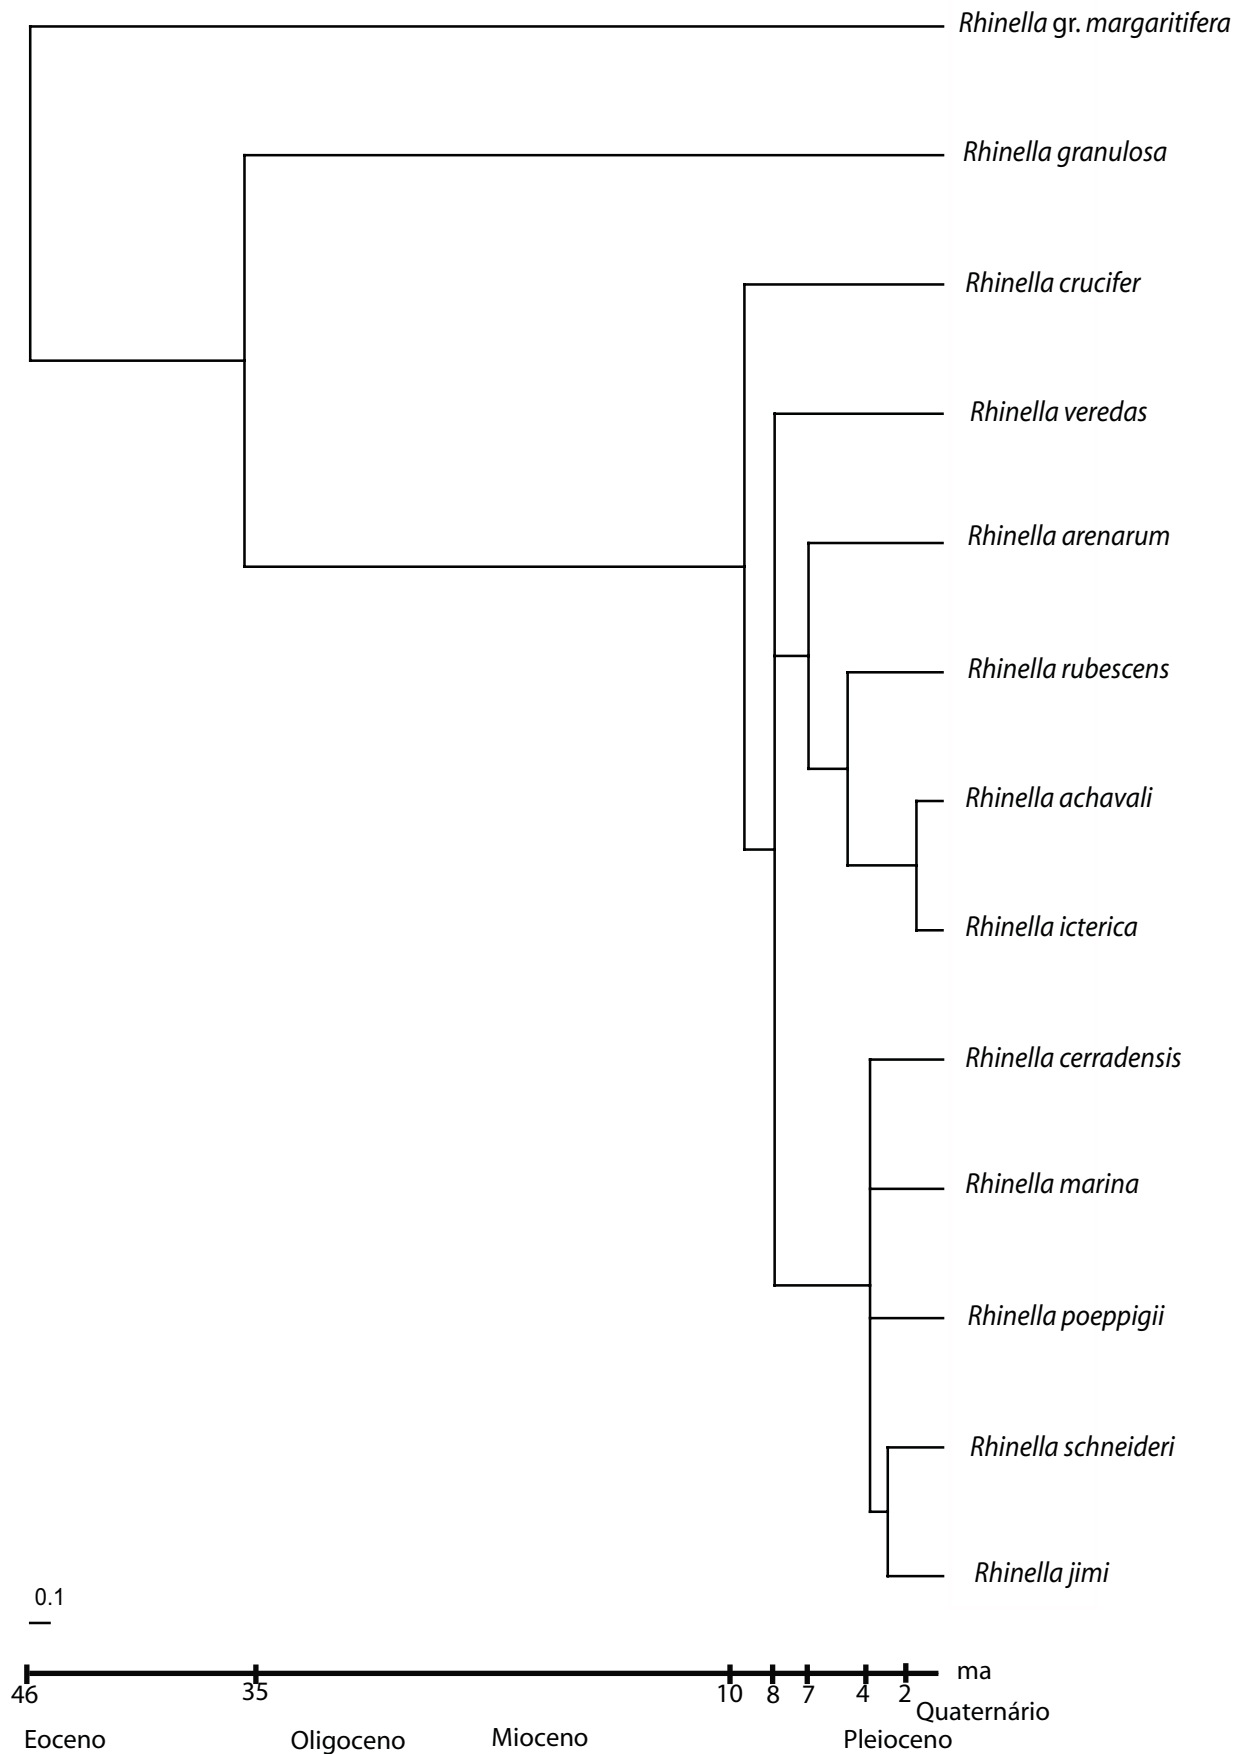 Rhinella gr. margaritifera
Rhinella granulosa
Rhinella crucifer
Rhinella veredas
Rhinella arenarum
Rhinella rubescens
Rhinella achavali
Rhinella icterica
Rhinella cerradensis
Rhinella marina
Rhinella poeppigii
Rhinella schneideri
Rhinella jimi
0.1
46 35 10 8 7 4 2 ma
Quaternário
Eoceno Oligoceno Mioceno Pleioceno